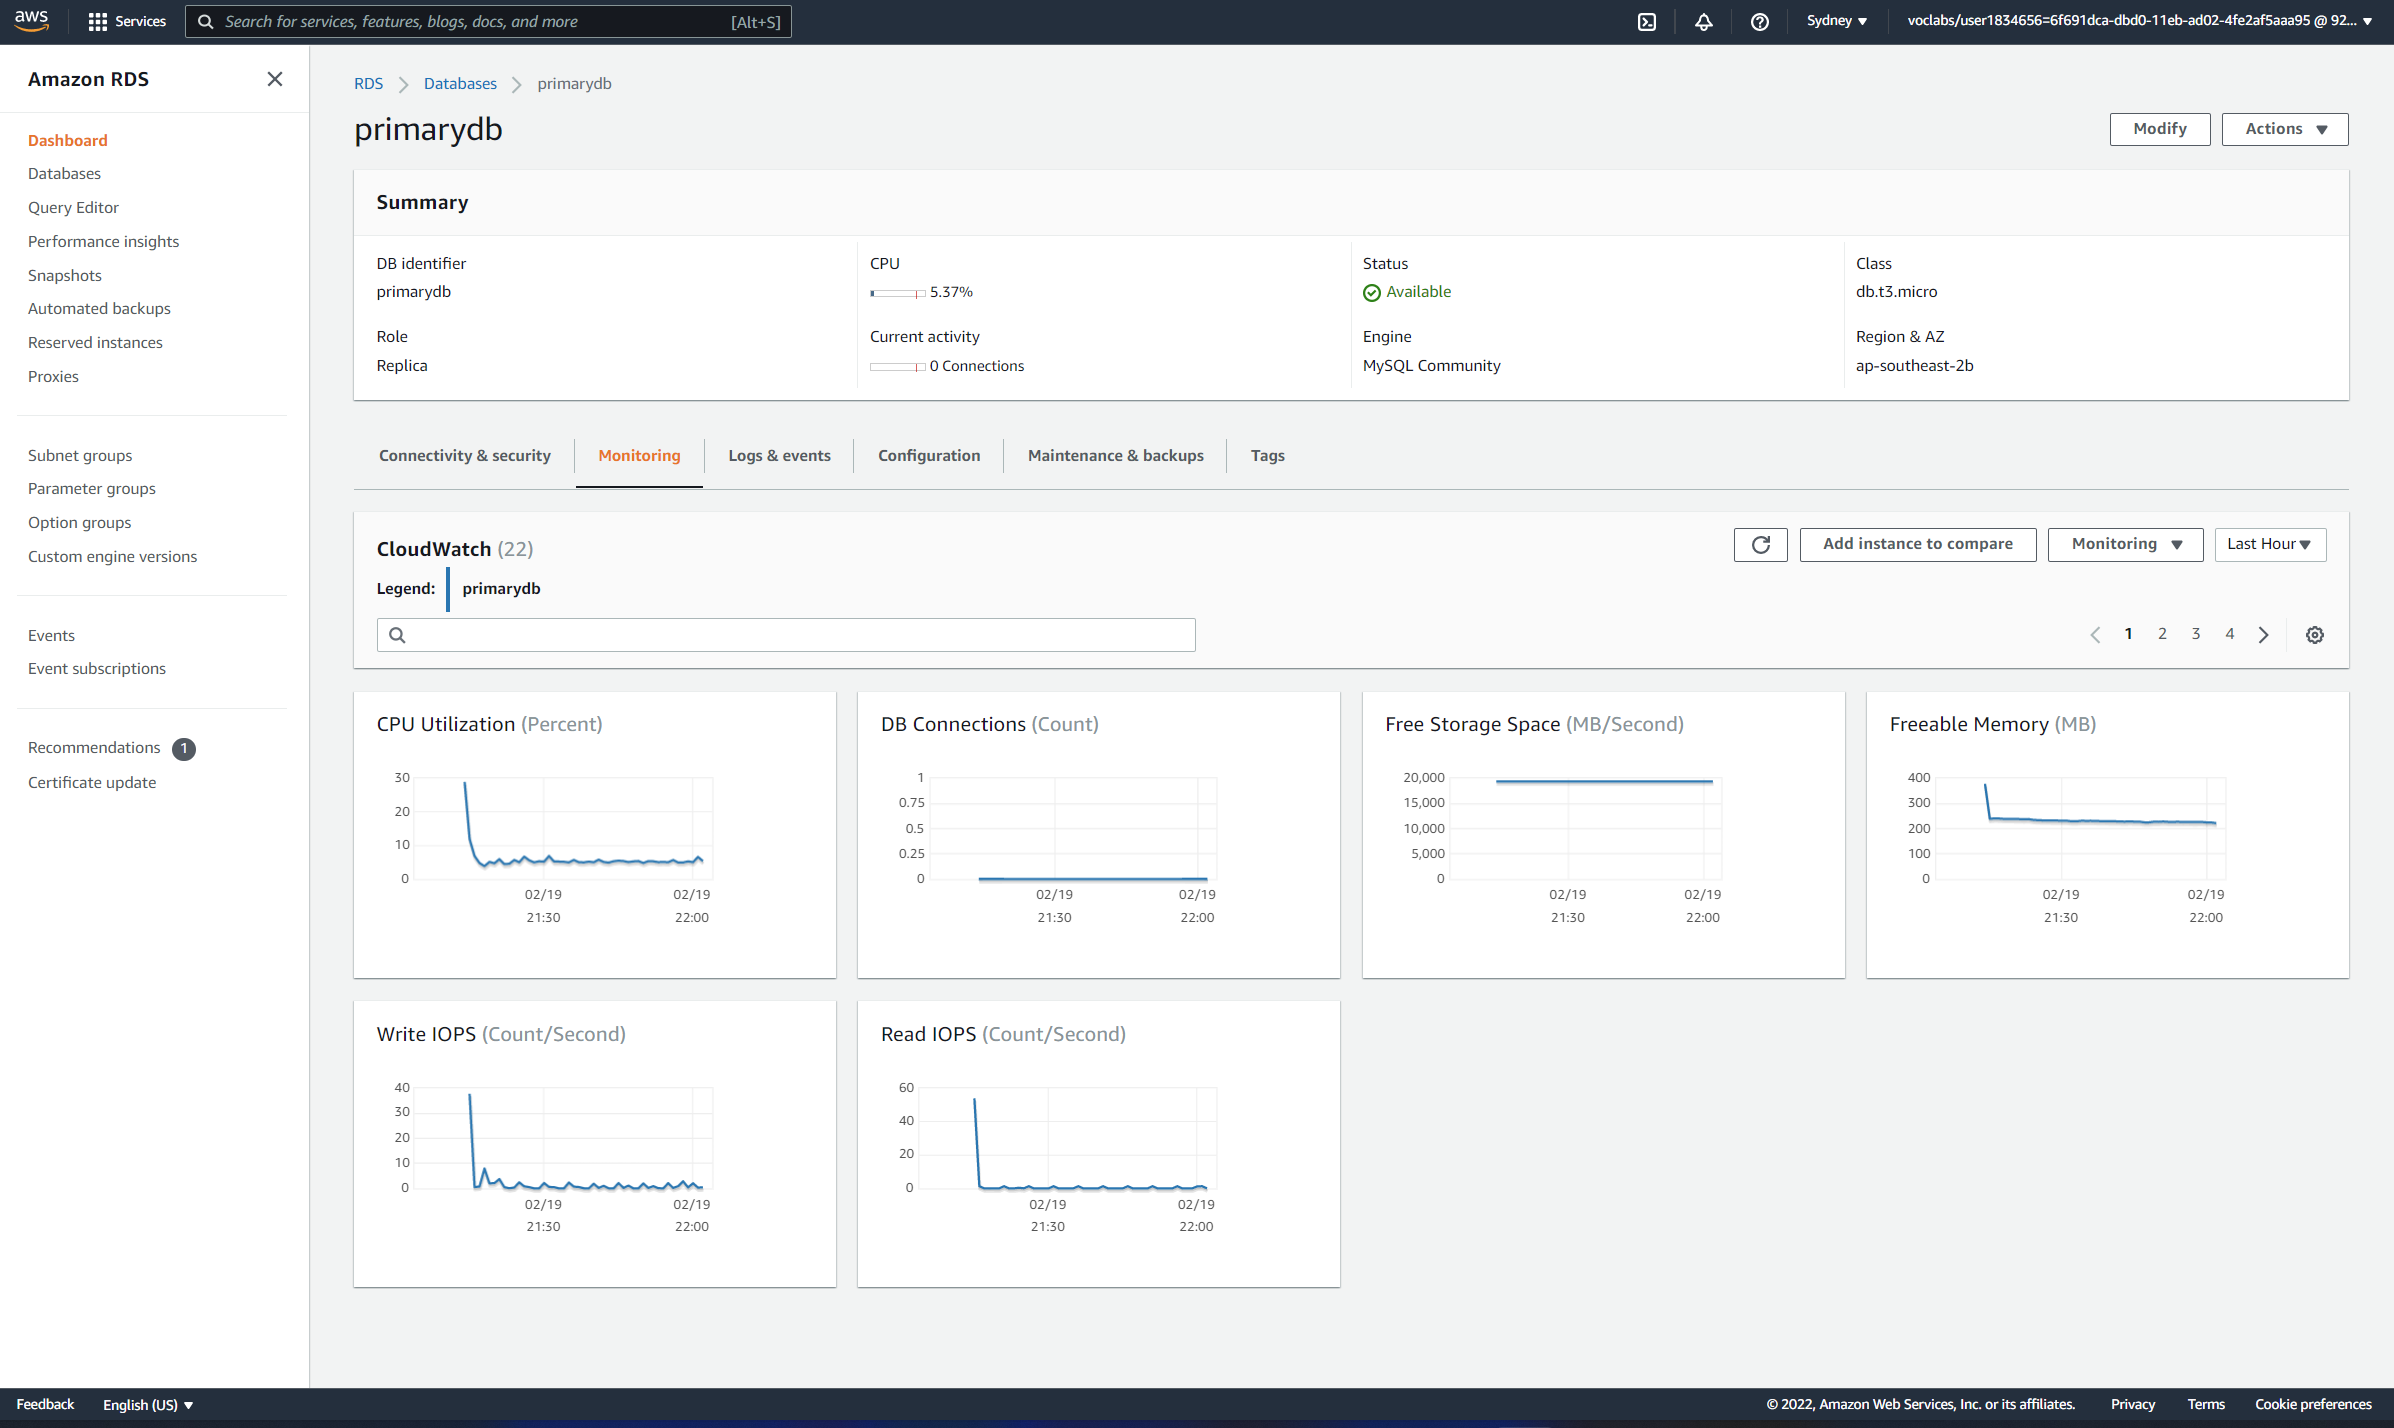 aws
Services
Search for services, features, blogs, docs, and more [Alt+S]
Sydney ▼
voclabs/user1834656=6f691dca-dbd0-11eb-ad02-4fe2af5aaa95 @ 92... ▼
Amazon RDS
Dashboard
Databases
Query Editor
Performance insights
Snapshots
Automated backups
Reserved instances
Proxies
Subnet groups
Parameter groups
Option groups
Custom engine versions
Events
Event subscriptions
Recommendations 1
Certificate update
RDS > Databases > primarydb
primarydb
Modify
Actions ▼
Summary
DB identifier
primarydb
CPU
5.37%
Status
Available
Class
db.t3.micro
Role
Replica
Current activity
0 Connections
Engine
MySQL Community
Region & AZ
ap-southeast-2b
Connectivity & security
Monitoring
Logs & events
Configuration
Maintenance & backups
Tags
CloudWatch (22)
Add instance to compare
Monitoring ▼
Last Hour ▼
Legend: primarydb
1 2 3 4
CPU Utilization (Percent)
30
20
10
0
02/19 02/19
21:30 22:00
DB Connections (Count)
1
0.75
0.5
0.25
0
02/19 02/19
21:30 22:00
Free Storage Space (MB/Second)
20,000
15,000
10,000
5,000
0
02/19 02/19
21:30 22:00
Freeable Memory (MB)
400
300
200
100
0
02/19 02/19
21:30 22:00
Write IOPS (Count/Second)
40
30
20
10
0
02/19 02/19
21:30 22:00
Read IOPS (Count/Second)
60
40
20
0
02/19 02/19
21:30 22:00
Feedback
English (US) ▼
© 2022, Amazon Web Services, Inc. or its affiliates.
Privacy
Terms
Cookie preferences